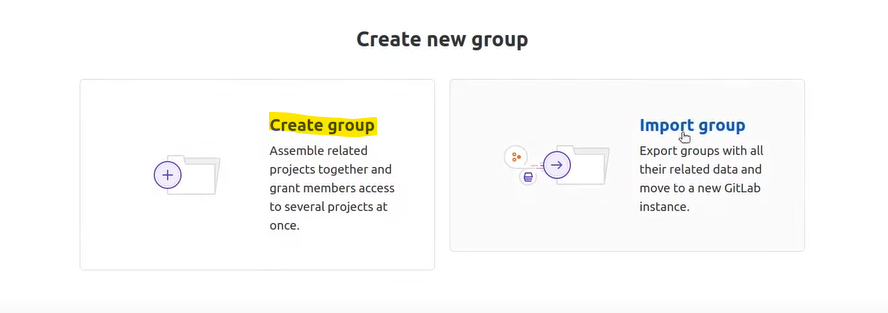 Create new group
Create group
Assemble related
projects together and
grant members access
to several projects at
once.
Import group
Export groups with all
their related data and
move to a new GitLab
instance.